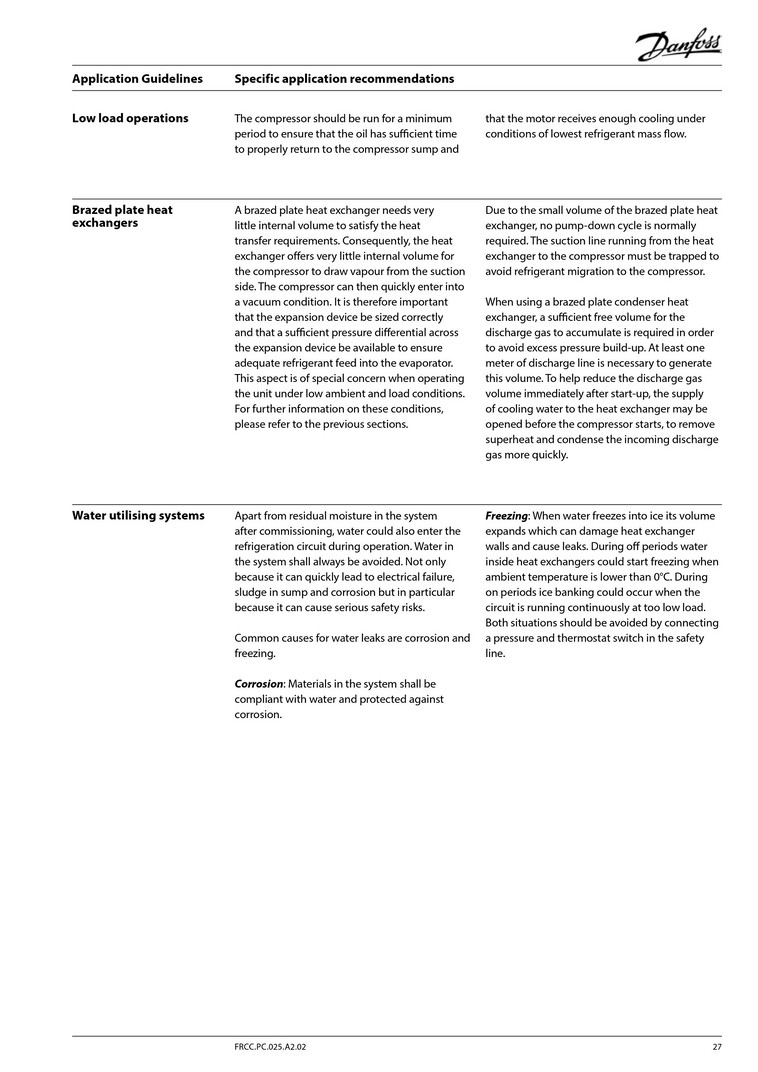 Danfoss
Application Guidelines
Specific application recommendations
Low load operations
The compressor should be run for a minimum
period to ensure that the oil has sufficient time
to properly return to the compressor sump and
that the motor receives enough cooling under
conditions of lowest refrigerant mass flow.
Brazed plate heat
exchangers
A brazed plate heat exchanger needs very
little internal volume to satisfy the heat
transfer requirements. Consequently, the heat
exchanger offers very little internal volume for
the compressor to draw vapour from the suction
side. The compressor can then quickly enter into
a vacuum condition. It is therefore important
that the expansion device be sized correctly
and that a sufficient pressure differential across
the expansion device be available to ensure
adequate refrigerant feed into the evaporator.
This aspect is of special concern when operating
the unit under low ambient and load conditions.
For further information on these conditions,
please refer to the previous sections.
Due to the small volume of the brazed plate heat
exchanger, no pump-down cycle is normally
required. The suction line running from the heat
exchanger to the compressor must be trapped to
avoid refrigerant migration to the compressor.
When using a brazed plate condenser heat
exchanger, a sufficient free volume for the
discharge gas to accumulate is required in order
to avoid excess pressure build-up. At least one
meter of discharge line is necessary to generate
this volume. To help reduce the discharge gas
volume immediately after start-up, the supply
of cooling water to the heat exchanger may be
opened before the compressor starts, to remove
superheat and condense the incoming discharge
gas more quickly.
Water utilising systems
Apart from residual moisture in the system
after commissioning, water could also enter the
refrigeration circuit during operation. Water in
the system shall always be avoided. Not only
because it can quickly lead to electrical failure,
sludge in sump and corrosion but in particular
because it can cause serious safety risks.
Common causes for water leaks are corrosion and
freezing.
Corrosion: Materials in the system shall be
compliant with water and protected against
corrosion.
Freezing: When water freezes into ice its volume
expands which can damage heat exchanger
walls and cause leaks. During off periods water
inside heat exchangers could start freezing when
ambient temperature is lower than 0°C. During
on periods ice banking could occur when the
circuit is running continuously at too low load.
Both situations should be avoided by connecting
a pressure and thermostat switch in the safety
line.
FRCC.PC.025.A2.02
27